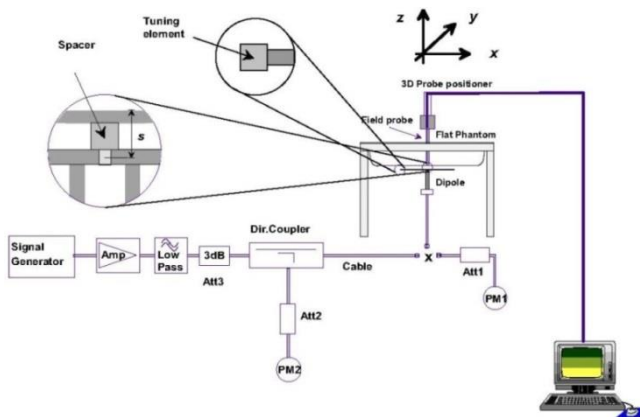 Tuning
element
Spacer
s
z
y
x
3D Probe positioner
Field probe
Flat Phantom
Dipole
Signal
Generator
Amp
Low
Pass
3dB
Att3
Dir.Coupler
Cable
x
Att1
PM1
Att2
PM2